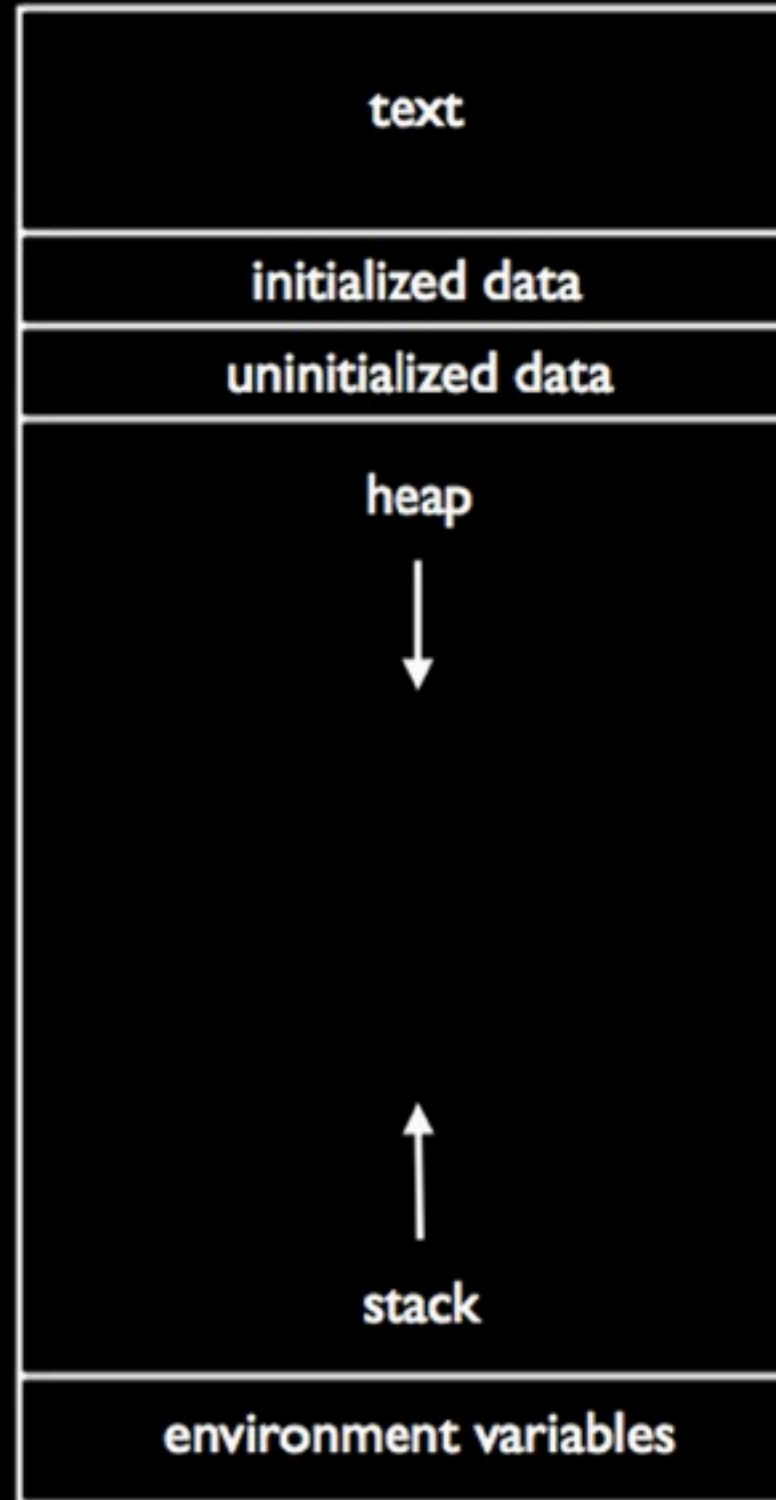 text
initialized data
uninitialized data
heap
stack
environment variables